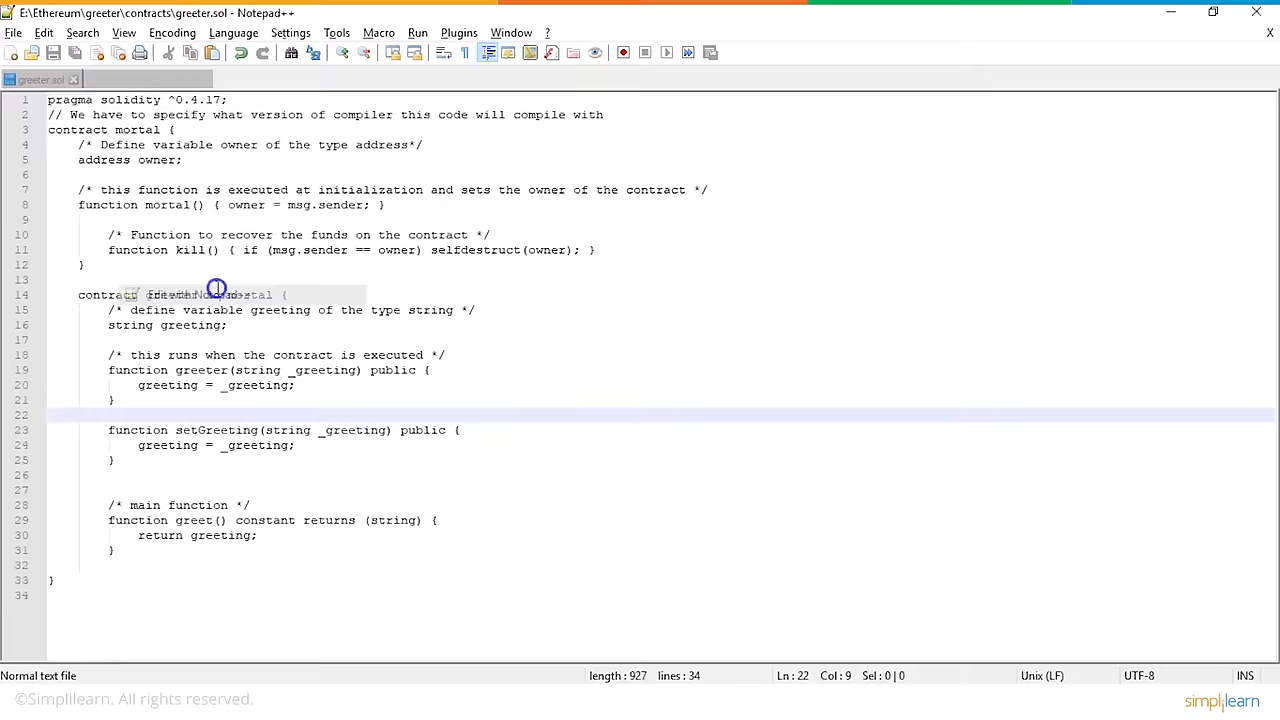 E:\Ethereum\greeter\contracts\greeter.sol - Notepad++
File Edit Search View Encoding Language Settings Tools Macro Run Plugins Window ? X
greeter.sol
1 pragma solidity ^0.4.17;
2 // We have to specify what version of compiler this code will compile with
3 contract mortal {
4 /* Define variable owner of the type address*/
5 address owner;
6
7 /* this function is executed at initialization and sets the owner of the contract */
8 function mortal() { owner = msg.sender; }
9
10 /* Function to recover the funds on the contract */
11 function kill() { if (msg.sender == owner) selfdestruct(owner); }
12 }
13
14 contract greeter mortal {
15 /* define variable greeting of the type string */
16 string greeting;
17
18 /* this runs when the contract is executed */
19 function greeter(string _greeting) public {
20 greeting = _greeting;
21 }
22
23 function setGreeting(string _greeting) public {
24 greeting = _greeting;
25 }
26
27
28 /* main function */
29 function greet() constant returns (string) {
30 return greeting;
31 }
32
33 }
34
Normal text file length : 927 lines : 34 Ln : 22 Col : 9 Sel : 0 | 0 Unix (LF) UTF-8 INS
©Simplilearn. All rights reserved. simplilearn